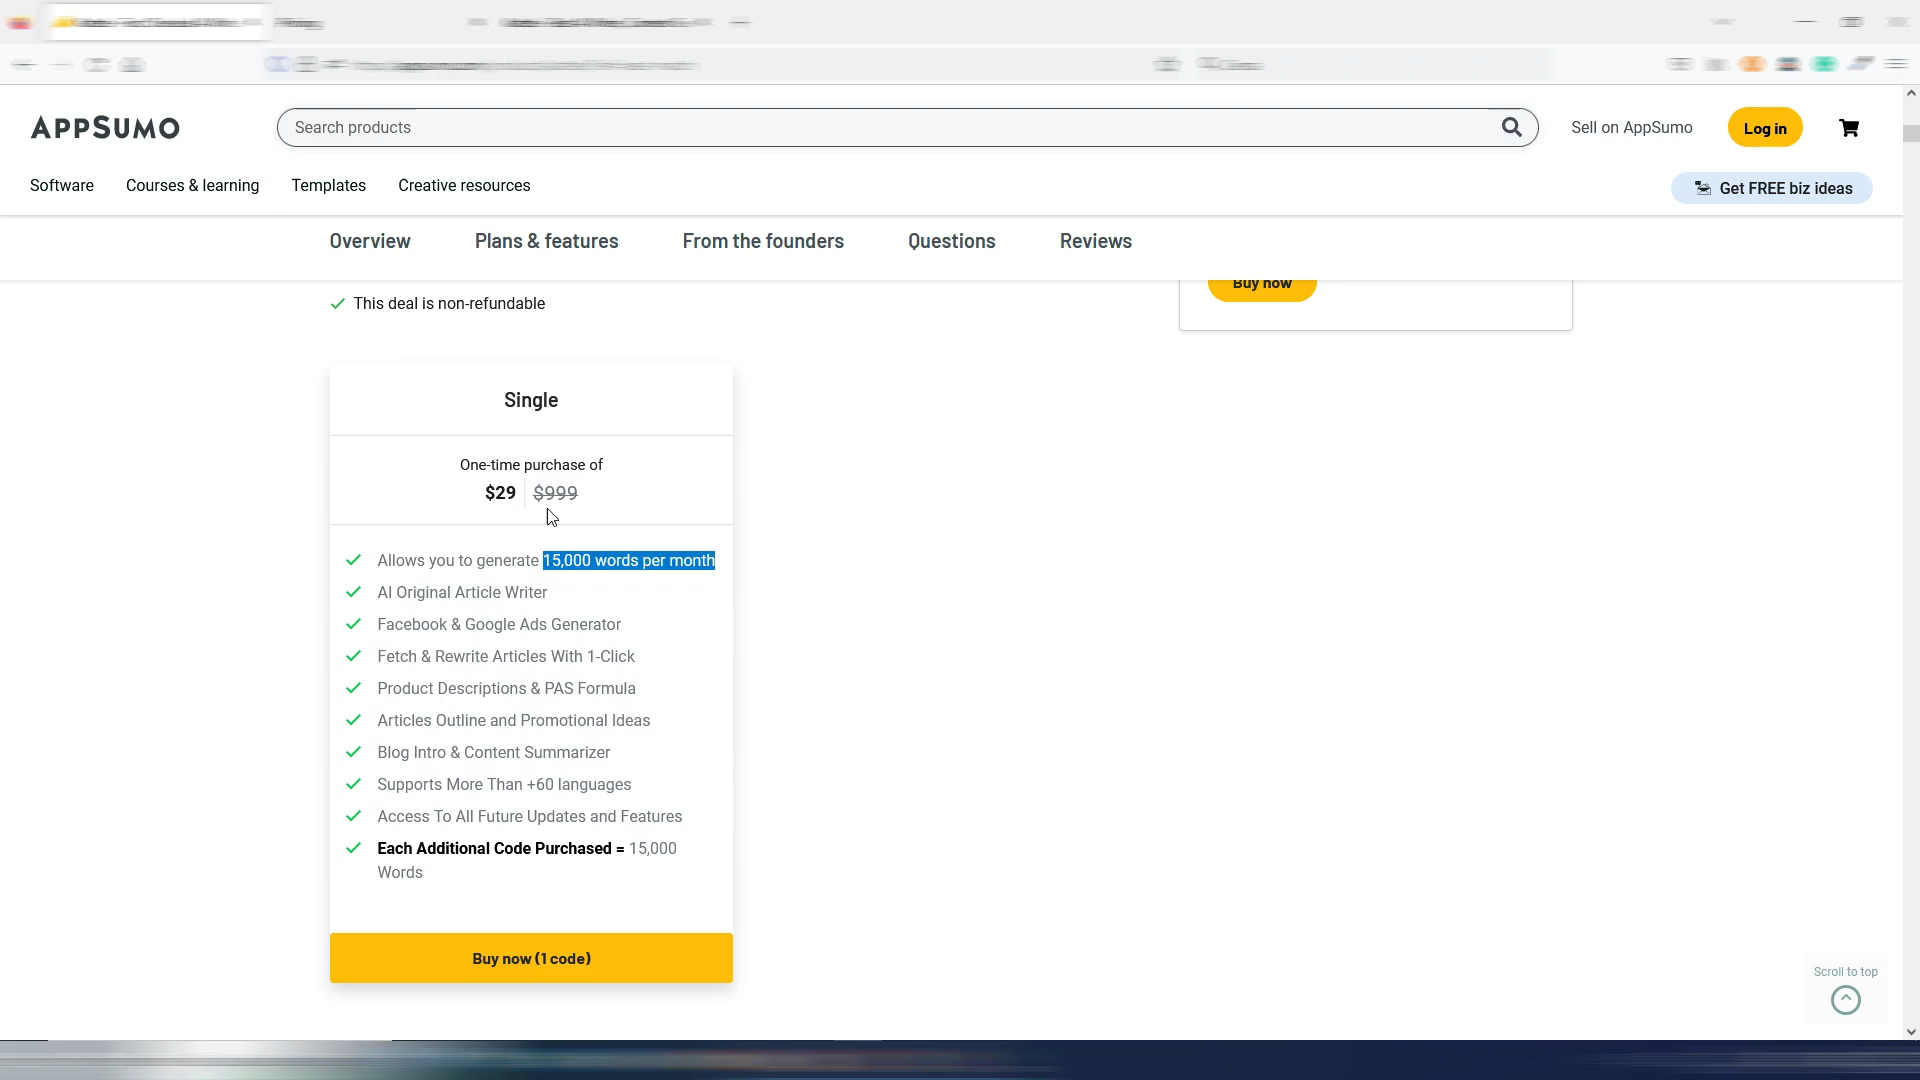 APPSUMO
Search products
Sell on AppSumo
Log in
Software
Courses & learning
Templates
Creative resources
Get FREE biz ideas
Overview
Plans & features
From the founders
Questions
Reviews
Buy now
This deal is non-refundable
Single
One-time purchase of
$29 $999
Allows you to generate 15,000 words per month
AI Original Article Writer
Facebook & Google Ads Generator
Fetch & Rewrite Articles With 1-Click
Product Descriptions & PAS Formula
Articles Outline and Promotional Ideas
Blog Intro & Content Summarizer
Supports More Than +60 languages
Access To All Future Updates and Features
Each Additional Code Purchased = 15,000
Words
Buy now (1 code)
Scroll to top